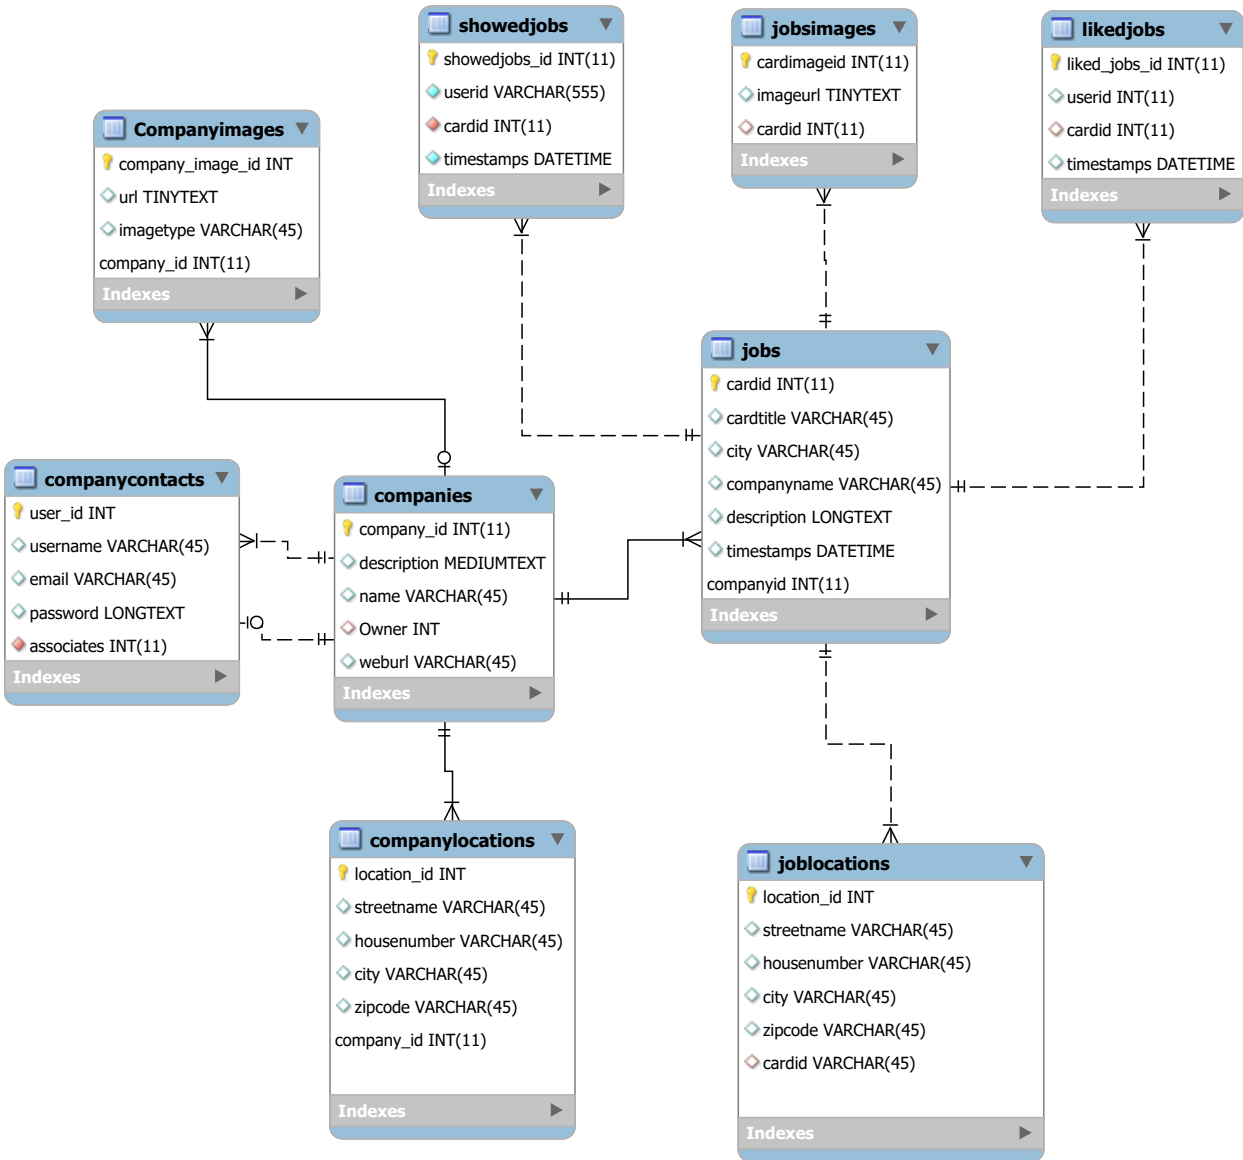 showedjobs
showedjobs_id INT(11)
userid VARCHAR(555)
cardid INT(11)
timestamps DATETIME
Indexes
jobsimages
cardimageid INT(11)
imageurl TINYTEXT
cardid INT(11)
Indexes
likedjobs
liked_jobs_id INT(11)
userid INT(11)
cardid INT(11)
timestamps DATETIME
Indexes
Companyimages
company_image_id INT
url TINYTEXT
imagetype VARCHAR(45)
company_id INT(11)
Indexes
jobs
cardid INT(11)
cardtitle VARCHAR(45)
city VARCHAR(45)
companyname VARCHAR(45)
description LONGTEXT
timestamps DATETIME
companyid INT(11)
Indexes
companycontacts
user_id INT
username VARCHAR(45)
email VARCHAR(45)
password LONGTEXT
associates INT(11)
Indexes
companies
company_id INT(11)
description MEDIUMTEXT
name VARCHAR(45)
Owner INT
weburl VARCHAR(45)
Indexes
companylocations
location_id INT
streetname VARCHAR(45)
housenumber VARCHAR(45)
city VARCHAR(45)
zipcode VARCHAR(45)
company_id INT(11)
Indexes
joblocations
location_id INT
streetname VARCHAR(45)
housenumber VARCHAR(45)
city VARCHAR(45)
zipcode VARCHAR(45)
cardid VARCHAR(45)
Indexes